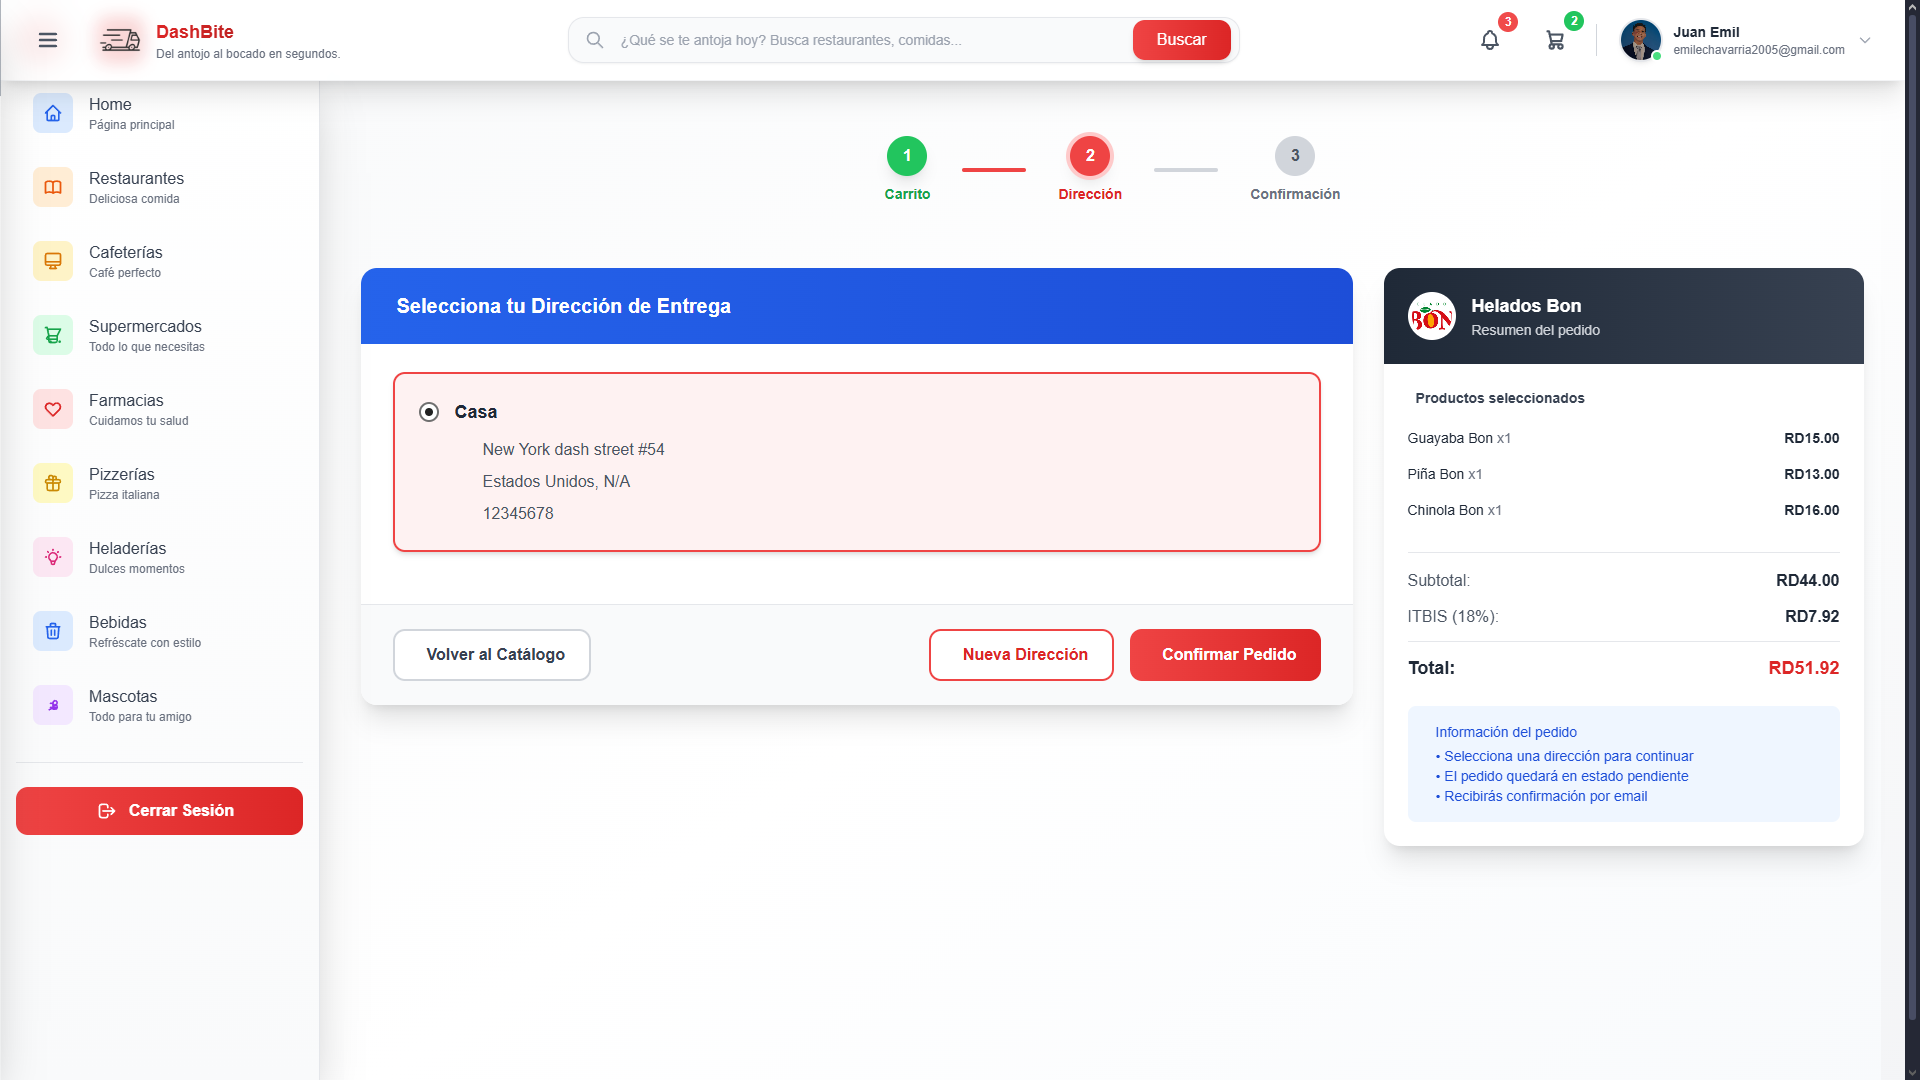 DashBite
Del antojo al bocado en segundos.
¿Qué se te antoja hoy? Busca restaurantes, comidas...
Buscar
3
2
Juan Emil
emilechavarria2005@gmail.com
Home
Página principal
Restaurantes
Deliciosa comida
Cafeterías
Café perfecto
Supermercados
Todo lo que necesitas
Farmacias
Cuidamos tu salud
Pizzerías
Pizza italiana
Heladerías
Dulces momentos
Bebidas
Refréscate con estilo
Mascotas
Todo para tu amigo
Cerrar Sesión
1
2
3
Carrito
Dirección
Confirmación
Selecciona tu Dirección de Entrega
Casa
New York dash street #54
Estados Unidos, N/A
12345678
Volver al Catálogo
Nueva Dirección
Confirmar Pedido
BON
Helados Bon
Resumen del pedido
Productos seleccionados
Guayaba Bon x1 RD15.00
Piña Bon x1 RD13.00
Chinola Bon x1 RD16.00
Subtotal: RD44.00
ITBIS (18%): RD7.92
Total: RD51.92
Información del pedido
• Selecciona una dirección para continuar
• El pedido quedará en estado pendiente
• Recibirás confirmación por email